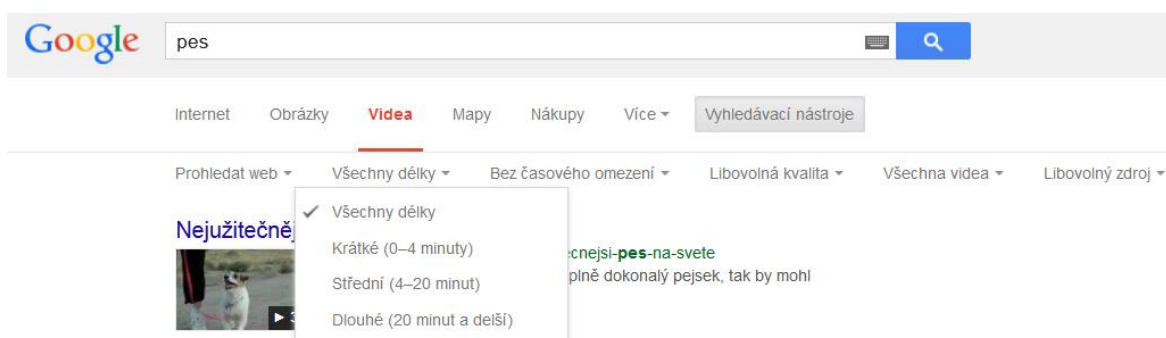 Google pes
Internet Obrázky Videa Mapy Nákupy Více Vyhledávací nástroje
Prohledat web Všechny délky Bez časového omezení Libovolná kvalita Všechna videa Libovolný zdroj
Všechny délky
Krátké (0–4 minuty)
Střední (4–20 minut)
Dlouhé (20 minut a delší)
ecnejsi-pes-na-svete
plně dokonalý pejsek, tak by mohl